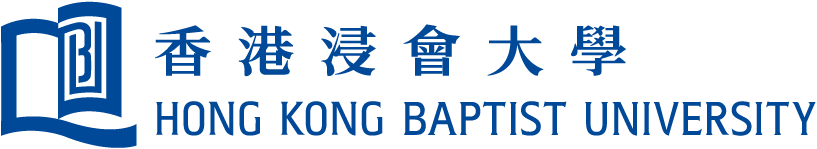 香港浸會大學
HONG KONG BAPTIST UNIVERSITY